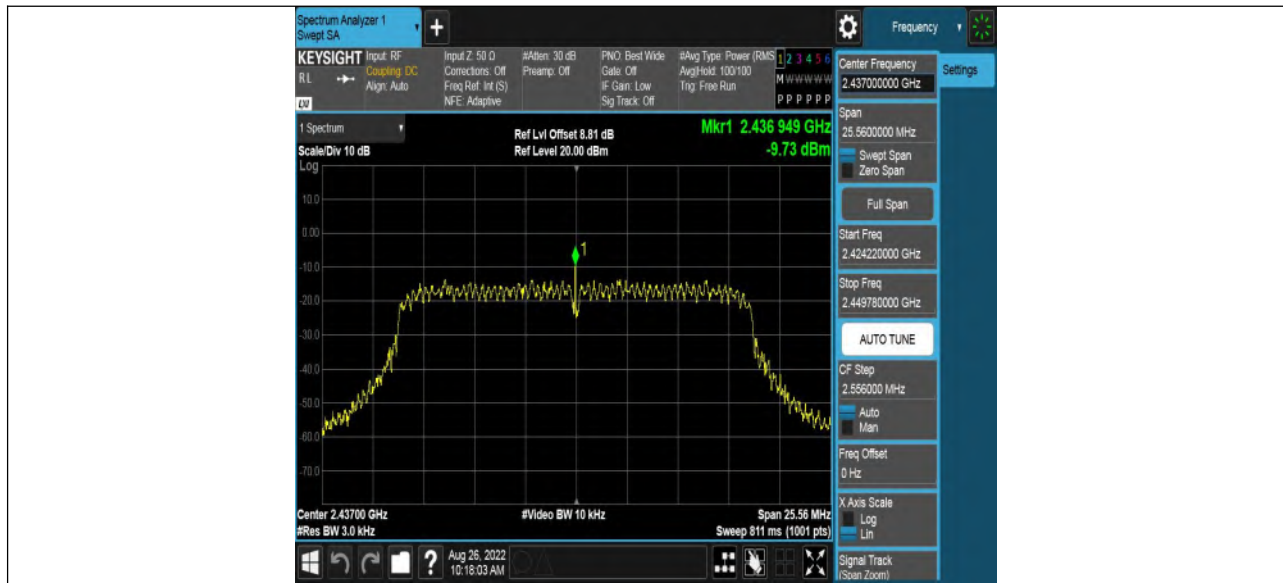 Spectrum Analyzer 1
Swept SA
+
Frequency
KEYSIGHT
RL
LXI
Input: RF
Coupling: DC
Align: Auto
Input Z: 50 Ω
Corrections: Off
Freq Ref: Int (S)
NFE: Adaptive
#Atten: 30 dB
Preamp: Off
PNO: Best Wide
Gate: Off
IF Gain: Low
Sig Track: Off
#Avg Type: Power (RMS
Avg|Hold: 100/100
Trig: Free Run
1 2 3 4 5 6
M W W W W W
P P P P P P
1 Spectrum
Scale/Div 10 dB
Ref Lvl Offset 8.81 dB
Ref Level 20.00 dBm
Mkr1 2.436 949 GHz
-9.73 dBm
Log
10.0
0.00
-10.0
-20.0
-30.0
-40.0
-50.0
-60.0
-70.0
1
Center 2.43700 GHz
#Res BW 3.0 kHz
#Video BW 10 kHz
Span 25.56 MHz
Sweep 811 ms (1001 pts)
?
Aug 26, 2022
10:18:03 AM
Center Frequency
2.437000000 GHz
Span
25.5600000 MHz
Swept Span
Zero Span
Full Span
Start Freq
2.424220000 GHz
Stop Freq
2.449780000 GHz
AUTO TUNE
CF Step
2.556000 MHz
Auto
Man
Freq Offset
0 Hz
X Axis Scale
Log
Lin
Signal Track
(Span Zoom)
Settings